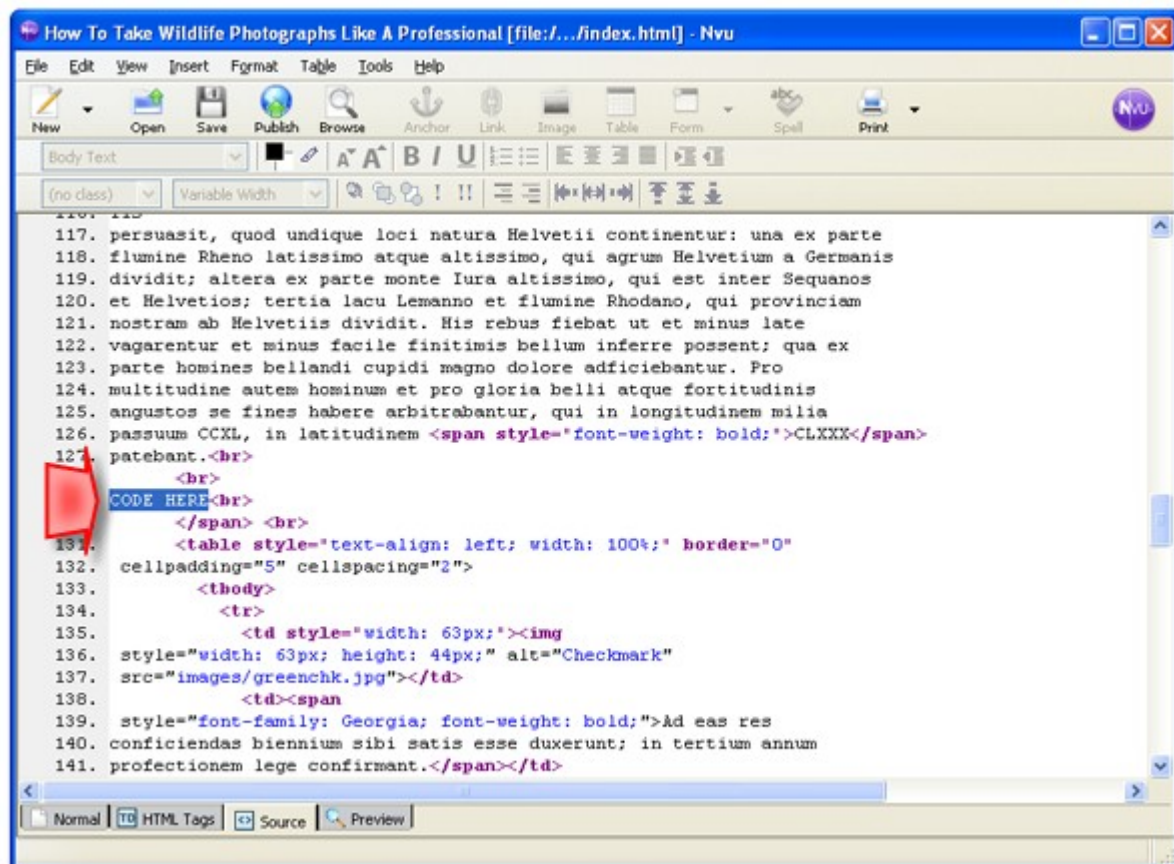 How To Take Wildlife Photographs Like A Professional [file:/.../index.html] - Nvu
File Edit View Insert Format Table Tools Help
New Open Save Publish Browse Anchor Link Image Table Form Spell Print
Body Text
(no class) Variable Width
117. persuasit, quod undique loci natura Helvetii continentur: una ex parte
118. flumine Rheno latissimo atque altissimo, qui agrum Helvetium a Germanis
119. dividit; altera ex parte monte Iura altissimo, qui est inter Sequanos
120. et Helvetios; tertia lacu Lemanno et flumine Rhodano, qui provinciam
121. nostram ab Helvetiis dividit. His rebus fiebat ut et minus late
122. vagarentur et minus facile finitimis bellum inferre possent; qua ex
123. parte homines bellandi cupidi magno dolore adficiebantur. Pro
124. multitudine autem hominum et pro gloria belli atque fortitudinis
125. angustos se fines habere arbitrabantur, qui in longitudinem milia
126. passuum CCXL, in latitudinem <span style="font-weight: bold;">CLXXX</span>
127. patebant.<br>
<br>
CODE HERE<br>
</span> <br>
131. <table style="text-align: left; width: 100%;" border="0"
132. cellpadding="5" cellspacing="2">
133. <tbody>
134. <tr>
135. <td style="width: 63px;"><img
136. style="width: 63px; height: 44px;" alt="Checkmark"
137. src="images/greenchk.jpg"></td>
138. <td><span
139. style="font-family: Georgia; font-weight: bold;">Ad eas res
140. conficiendas biennium sibi satis esse duxerunt; in tertium annum
141. profectionem lege confirmant.</span></td>
Normal HTML Tags Source Preview